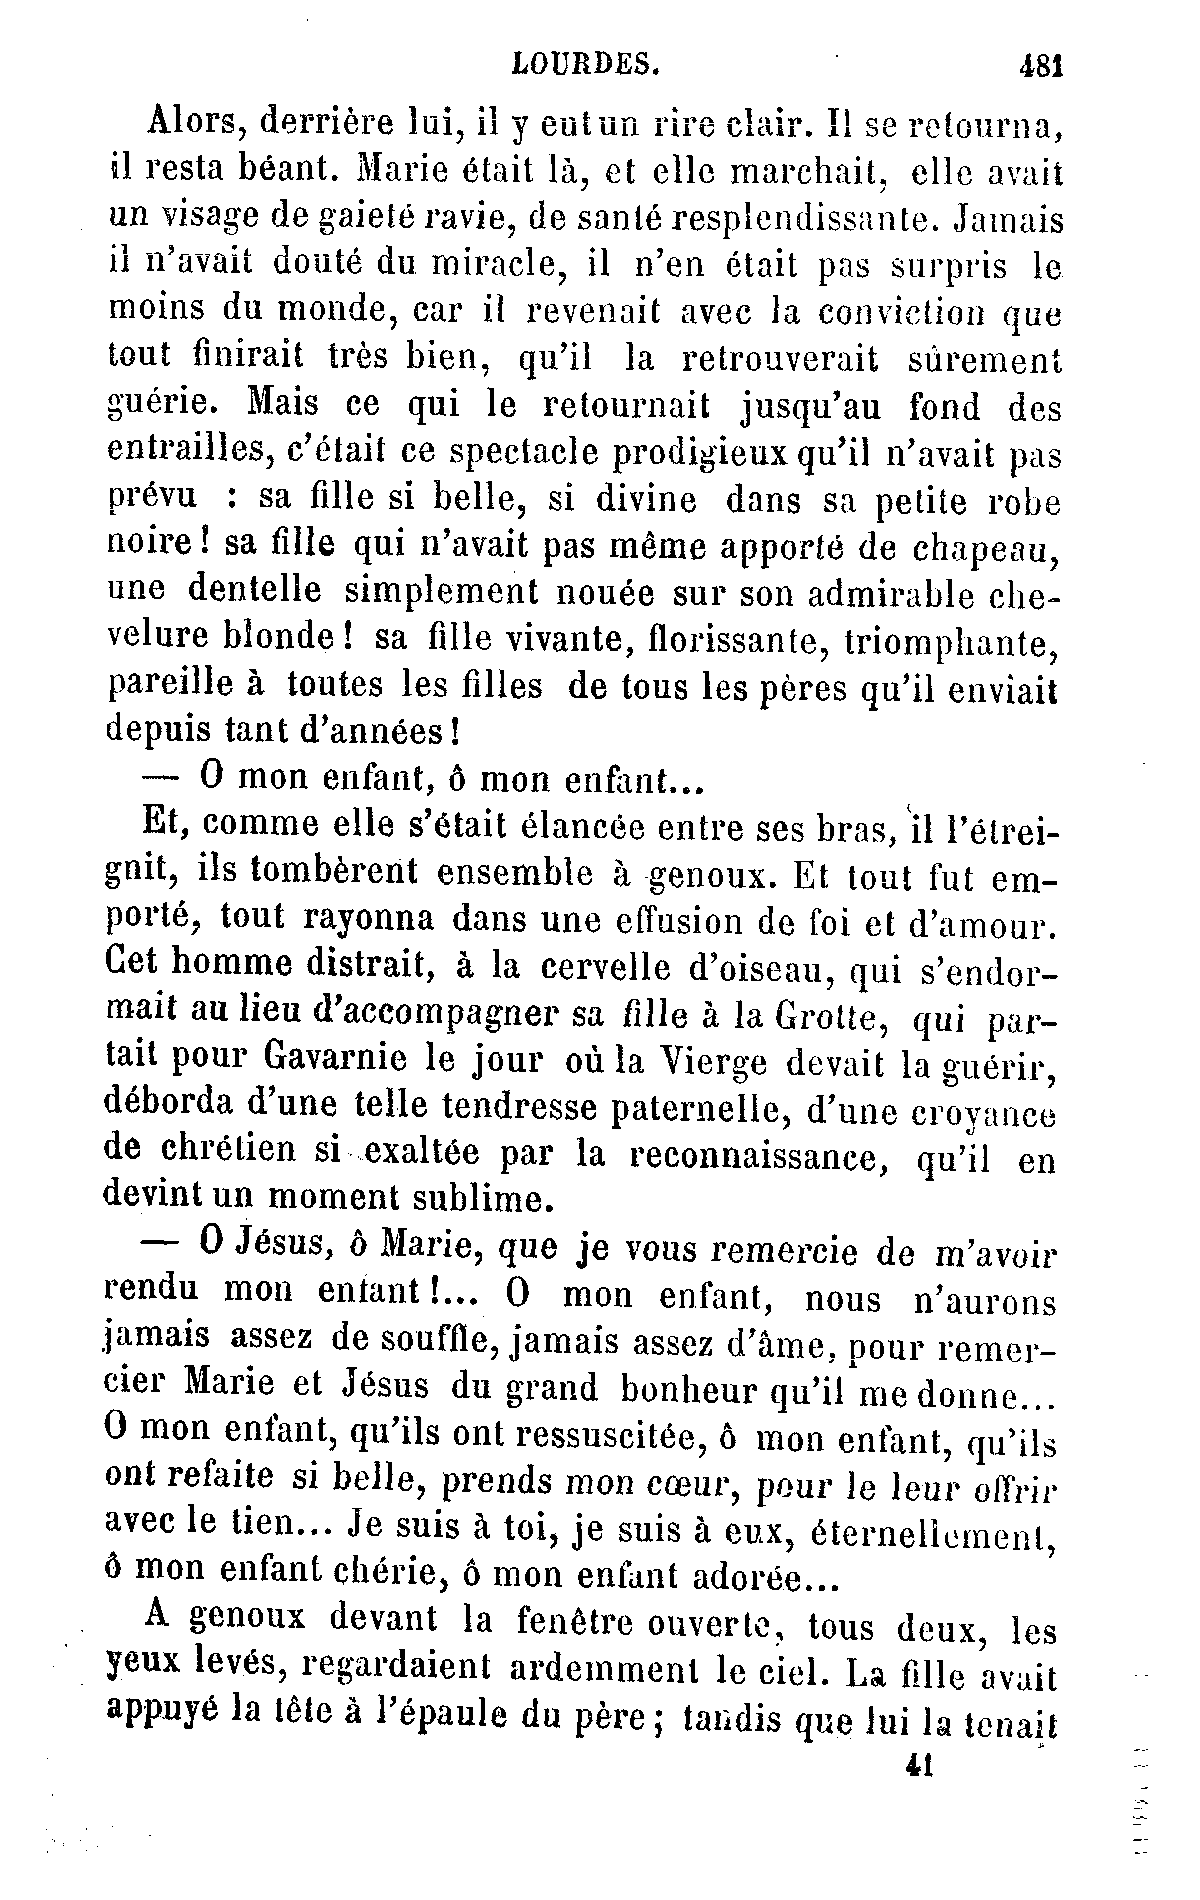 LOURDES. 481
Alors, derrière lui, il y eut un rire clair. Il se retourna,
il resta béant. Marie était là, et elle marchait, elle avait
un visage de gaieté ravie, de santé resplendissante. Jamais
il n'avait douté du miracle, il n'en était pas surpris le
moins du monde, car il revenait avec la conviction que
tout finirait très bien, qu'il la retrouverait sûrement
guérie. Mais ce qui le retournait jusqu'au fond des
entrailles, c'était ce spectacle prodigieux qu'il n'avait pas
prévu : sa fille si belle, si divine dans sa petite robe
noire ! sa fille qui n'avait pas même apporté de chapeau,
une dentelle simplement nouée sur son admirable che-
velure blonde ! sa fille vivante, florissante, triomphante,
pareille à toutes les filles de tous les pères qu'il enviait
depuis tant d'années !
— O mon enfant, ô mon enfant...
Et, comme elle s'était élancée entre ses bras, il l'étrei-
gnit, ils tombèrent ensemble à genoux. Et tout fut em-
porté, tout rayonna dans une effusion de foi et d'amour.
Cet homme distrait, à la cervelle d'oiseau, qui s'endor-
mait au lieu d'accompagner sa fille à la Grotte, qui par-
tait pour Gavarnie le jour où la Vierge devait la guérir,
déborda d'une telle tendresse paternelle, d'une croyance
de chrétien si exaltée par la reconnaissance, qu'il en
devint un moment sublime.
— O Jésus, ô Marie, que je vous remercie de m'avoir
rendu mon enfant !... O mon enfant, nous n'aurons
jamais assez de souffle, jamais assez d'âme, pour remer-
cier Marie et Jésus du grand bonheur qu'il me donne...
O mon enfant, qu'ils ont ressuscitée, ô mon enfant, qu'ils
ont refaite si belle, prends mon cœur, pour le leur offrir
avec le tien... Je suis à toi, je suis à eux, éternellement,
ô mon enfant chérie, ô mon enfant adorée...
A genoux devant la fenêtre ouverte, tous deux, les
yeux levés, regardaient ardemment le ciel. La fille avait
appuyé la tête à l'épaule du père ; tandis que lui la tenait
41